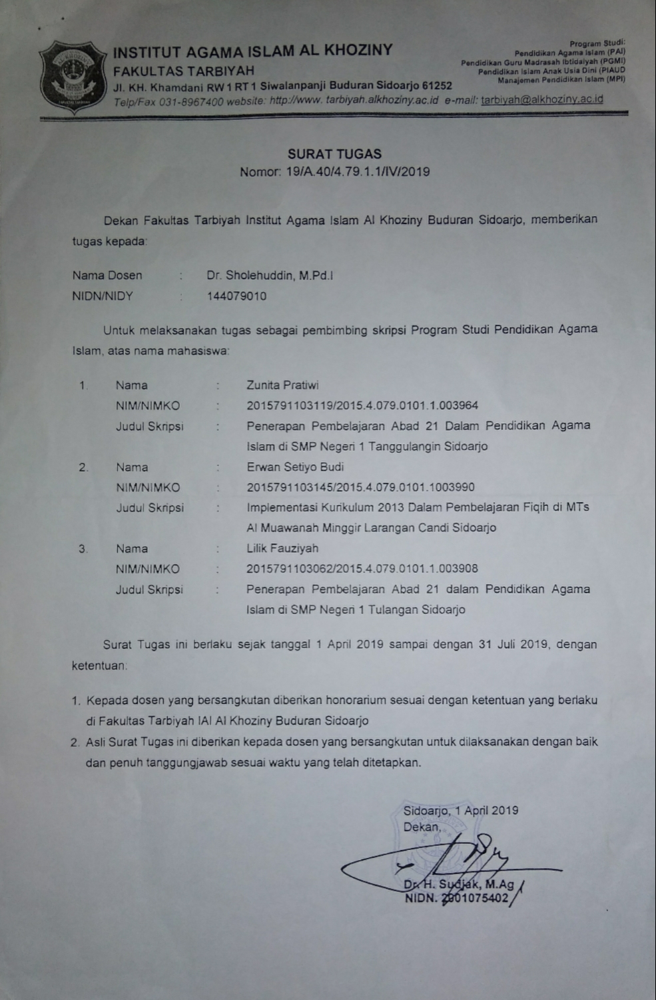 INSTITUT AGAMA ISLAM AL KHOZINY
FAKULTAS TARBIYAH
Jl. KH. Khamdani RW 1 RT 1 Siwalanpanji Buduran Sidoarjo 61252
Telp/Fax 031-8967400 website: http://www. tarbiyah.alkhoziny.ac.id e-mail: tarbiyah@alkhoziny.ac.id
Program Studi:
Pendidikan Agama Islam (PAI)
Pendidikan Guru Madrasah Ibtidaiyah (PGMI)
Pendidikan Islam Anak Usia Dini (PIAUD
Manajemen Pendidikan Islam (MPI)
SURAT TUGAS
Nomor: 19/A.40/4.79.1.1/IV/2019
Dekan Fakultas Tarbiyah Institut Agama Islam Al Khoziny Buduran Sidoarjo, memberikan
tugas kepada:
Nama Dosen : Dr. Sholehuddin, M.Pd.I
NIDN/NIDY : 144079010
Untuk melaksanakan tugas sebagai pembimbing skripsi Program Studi Pendidikan Agama
Islam, atas nama mahasiswa:
1. Nama : Zunita Pratiwi
NIM/NIMKO : 2015791103119/2015.4.079.0101.1.003964
Judul Skripsi : Penerapan Pembelajaran Abad 21 Dalam Pendidikan Agama
Islam di SMP Negeri 1 Tanggulangin Sidoarjo
2. Nama : Erwan Setiyo Budi
NIM/NIMKO : 2015791103145/2015.4.079.0101.1003990
Judul Skripsi : Implementasi Kurikulum 2013 Dalam Pembelajaran Fiqih di MTs
Al Muawanah Minggir Larangan Candi Sidoarjo
3. Nama : Lilik Fauziyah
NIM/NIMKO : 2015791103062/2015.4.079.0101.1.003908
Judul Skripsi : Penerapan Pembelajaran Abad 21 dalam Pendidikan Agama
Islam di SMP Negeri 1 Tulangan Sidoarjo
Surat Tugas ini berlaku sejak tanggal 1 April 2019 sampai dengan 31 Juli 2019, dengan
ketentuan:
1. Kepada dosen yang bersangkutan diberikan honorarium sesuai dengan ketentuan yang berlaku
di Fakultas Tarbiyah IAI Al Khoziny Buduran Sidoarjo
2. Asli Surat Tugas ini diberikan kepada dosen yang bersangkutan untuk dilaksanakan dengan baik
dan penuh tanggungjawab sesuai waktu yang telah ditetapkan.
Sidoarjo, 1 April 2019
Dekan,
Dr. H. Sudjak, M.Ag
NIDN. 2001075402